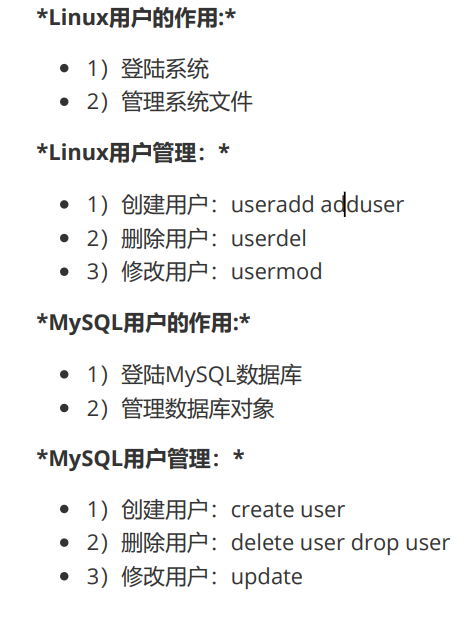 *Linux用户的作用:*
1）登陆系统
2）管理系统文件
*Linux用户管理：*
1）创建用户：useradd adduser
2）删除用户：userdel
3）修改用户：usermod
*MySQL用户的作用:*
1）登陆MySQL数据库
2）管理数据库对象
*MySQL用户管理：*
1）创建用户：create user
2）删除用户：delete user drop user
3）修改用户：update